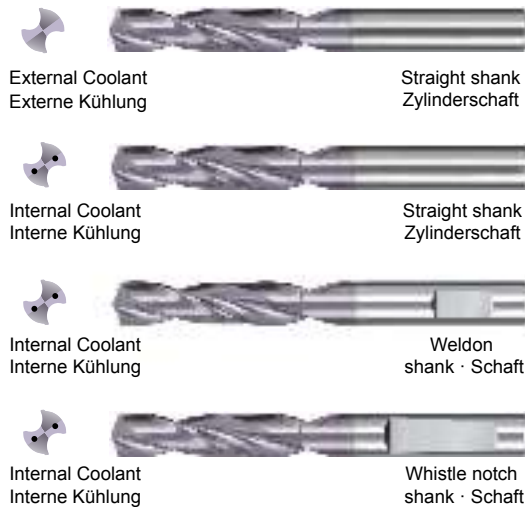 External Coolant
Externe Kühlung
Straight shank
Zylinderschaft
Internal Coolant
Interne Kühlung
Straight shank
Zylinderschaft
Internal Coolant
Interne Kühlung
Weldon
shank · Schaft
Internal Coolant
Interne Kühlung
Whistle notch
shank · Schaft